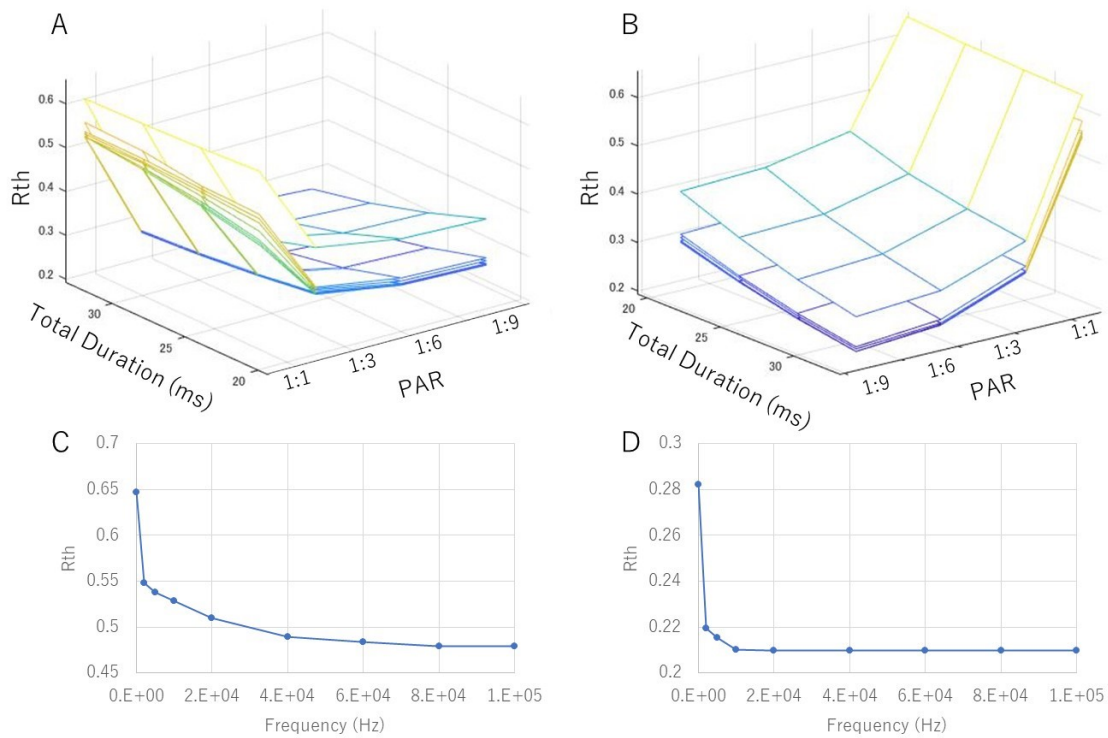 A
0.6
0.5
0.4
0.3
0.2
Rth
30
25
20
Total Duration (ms)
1:1
1:3
1:6
1:9
PAR
B
0.6
0.5
0.4
0.3
0.2
Rth
20
25
30
Total Duration (ms)
1:9
1:6
1:3
1:1
PAR
C
0.7
0.65
0.6
0.55
0.5
0.45
Rth
0.E+00 2.E+04 4.E+04 6.E+04 8.E+04 1.E+05
Frequency (Hz)
D
0.3
0.28
0.26
0.24
0.22
0.2
Rth
0.E+00 2.E+04 4.E+04 6.E+04 8.E+04 1.E+05
Frequency (Hz)